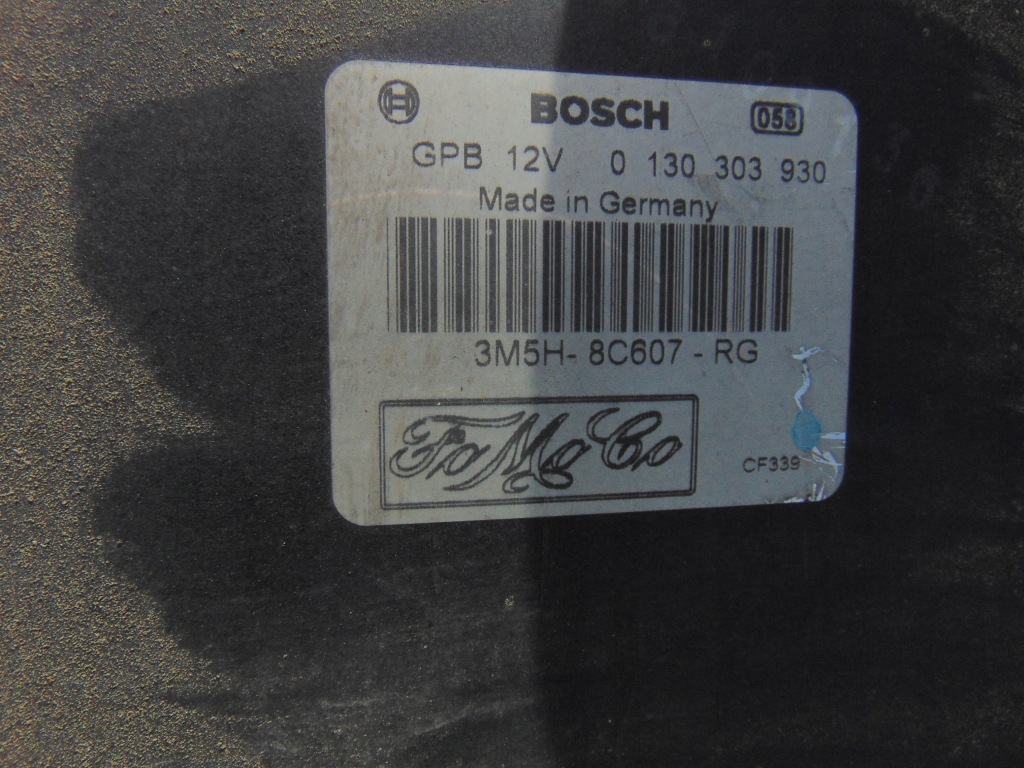 BOSCH 058
GPB 12V 0 130 303 930
Made in Germany
3M5H- 8C607 - RG
FoMoCo
CF339